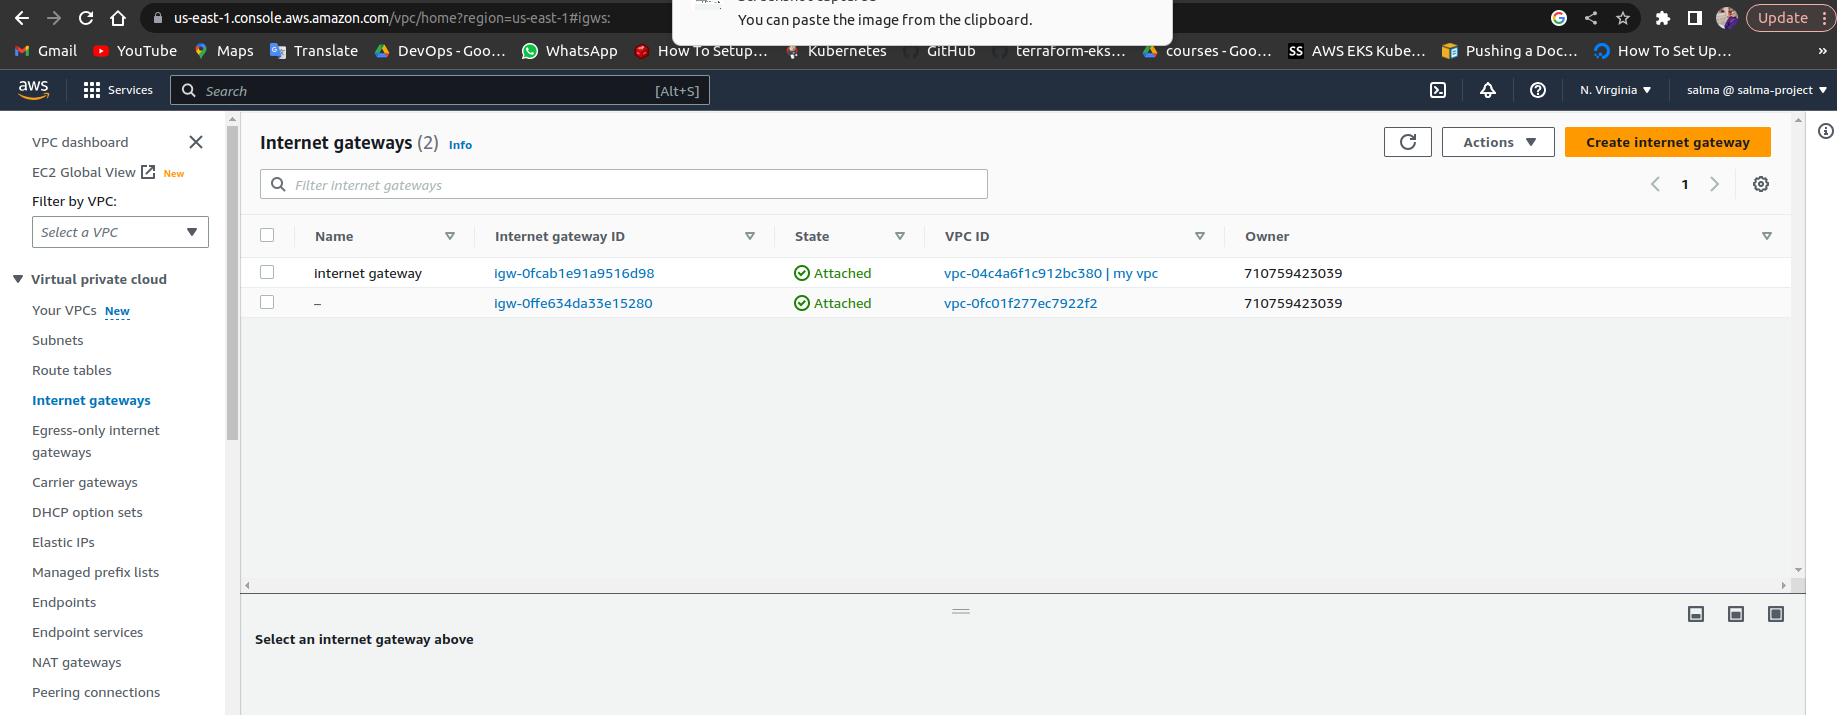 You can paste the image from the clipboard.
us-east-1.console.aws.amazon.com/vpc/home?region=us-east-1#igws:
Update
Gmail YouTube Maps Translate DevOps - Goo... WhatsApp How To Setup... Kubernetes GitHub terraform-eks... courses - Goo... SS AWS EKS Kube... Pushing a Doc... How To Set Up... »
aws Services Search [Alt+S] N. Virginia salma @ salma-project
VPC dashboard
EC2 Global View New
Filter by VPC:
Select a VPC
Virtual private cloud
Your VPCs New
Subnets
Route tables
Internet gateways
Egress-only internet
gateways
Carrier gateways
DHCP option sets
Elastic IPs
Managed prefix lists
Endpoints
Endpoint services
NAT gateways
Peering connections
Internet gateways (2) Info
Actions
Create internet gateway
Filter internet gateways
1
Name Internet gateway ID State VPC ID Owner
internet gateway igw-0fcab1e91a9516d98 Attached vpc-04c4a6f1c912bc380 | my vpc 710759423039
– igw-0ffe634da33e15280 Attached vpc-0fc01f277ec7922f2 710759423039
Select an internet gateway above